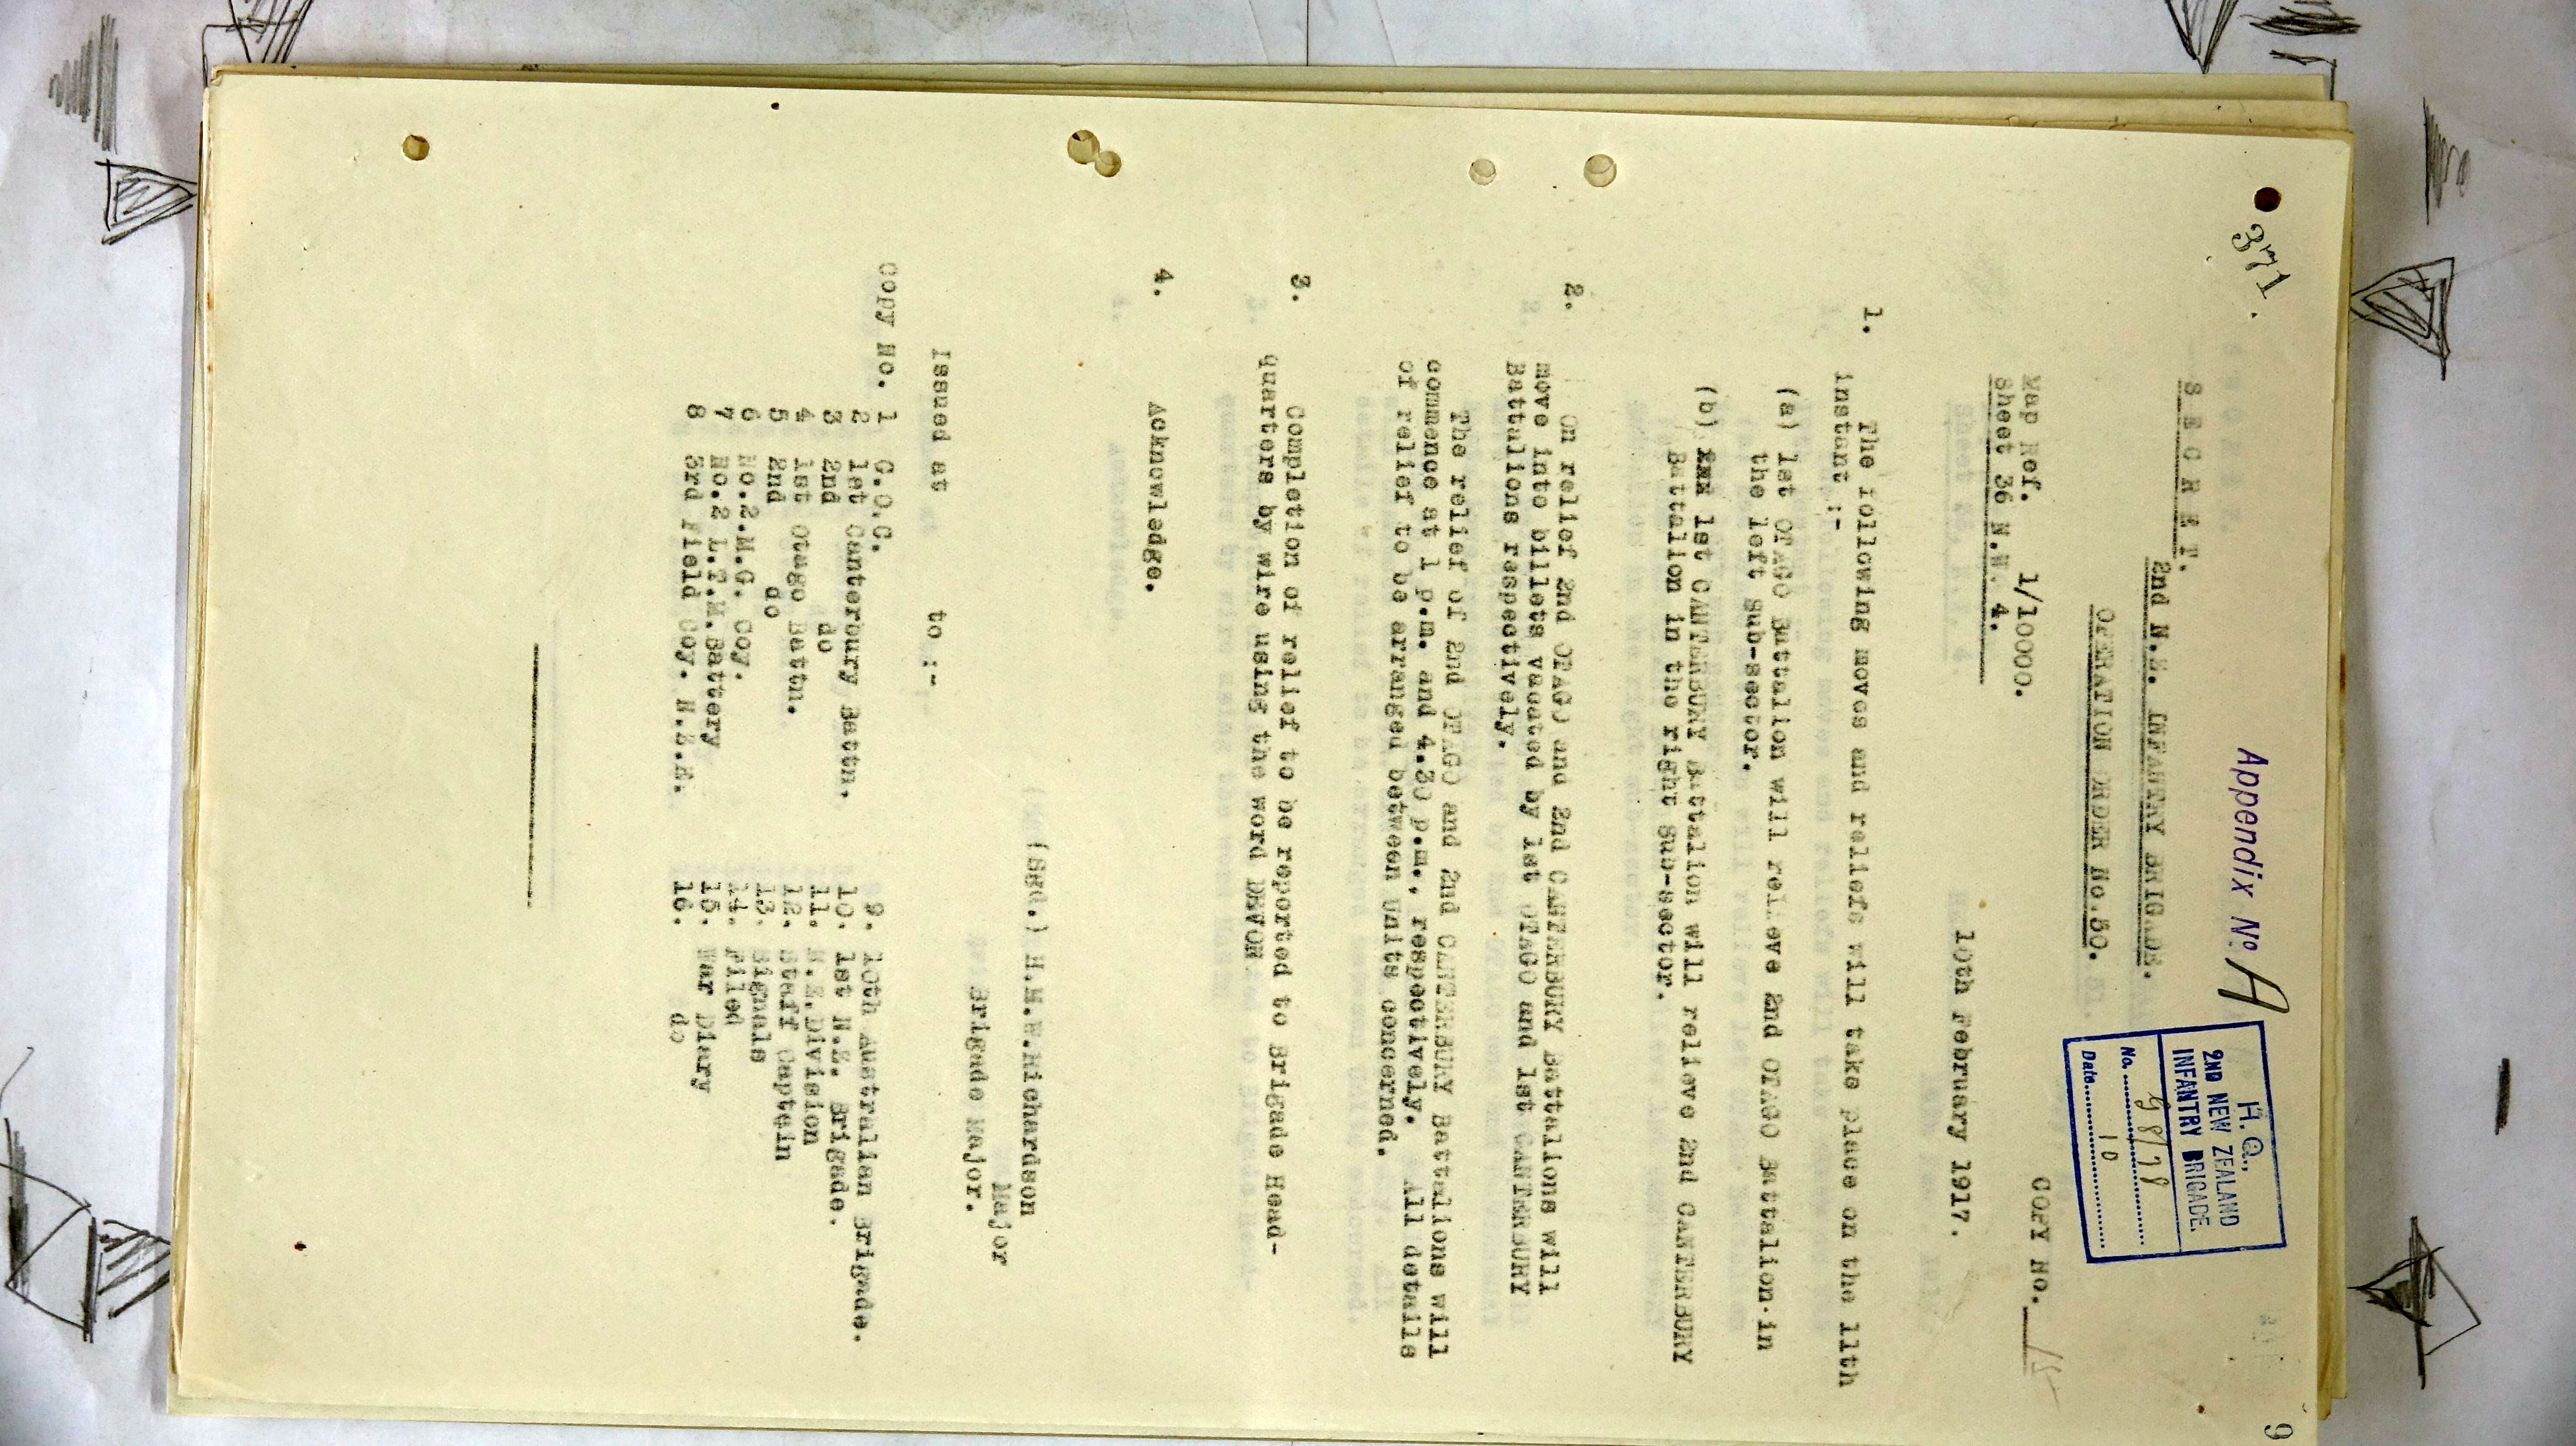 371.
Appendix No A
9
H.Q.,
2ND NEW ZEALAND
INFANTRY BRIGADE.
No.
Date 10
S E C R E T.
2nd N.Z. INFANTRY BRIGADE.
OPERATION ORDER No.50.
COPY No. 15
Map Ref. 1/10000.
Sheet 36 N.W. 4.
10th February 1917.
1. The following moves and reliefs will take place on the 11th
instant :-
(a) 1st OTAGO Battalion will relieve 2nd OTAGO Battalion in
the left sub-sector.
(b) 1st CANTERBURY Battalion will relieve 2nd CANTERBURY
Battalion in the right sub-sector.
2. On relief 2nd OTAGO and 2nd CANTERBURY Battalions will
move into billets vacated by 1st OTAGO and 1st CANTERBURY
Battalions respectively.
The relief of 2nd OTAGO and 2nd CANTERBURY Battalions will
commence at 1 p.m. and 4.30 p.m., respectively. All details
of relief to be arranged between units concerned.
3. Completion of relief to be reported to Brigade Head-
quarters by wire using the word DEVON
4. Acknowledge.
(Sgd.) H.M.W.Richardson
Major
Brigade Major.
Issued at to :-
Copy No. 1 G.O.C.
2 1st Canterbury Battn.
3 2nd do
4 1st Otago Battn.
5 2nd do
6 No.2.M.G. Coy.
7 No.2 L.T.M.Battery
8 3rd Field Coy. N.Z.E.
9. 10th Australian Brigade.
10. 1st N.Z. Brigade.
11. N.Z.Division
12. Staff Captain
13. Signals
14. Filed
15. War Diary
16. do